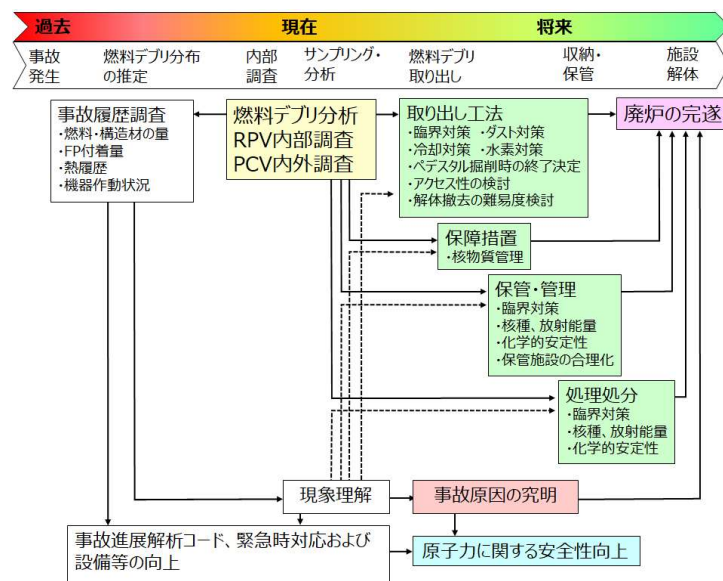 過去
現在
将来
事故
発生
燃料デブリ分布
の推定
内部
調査
サンプリング・
分析
燃料デブリ
取り出し
収納・
保管
施設
解体
事故履歴調査
・燃料・構造材の量
・FP付着量
・熱履歴
・機器作動状況
燃料デブリ分析
RPV内部調査
PCV内外調査
取り出し工法
・臨界対策 ・ダスト対策
・冷却対策 ・水素対策
・ペデスタル掘削時の終了決定
・アクセス性の検討
・解体撤去の難易度検討
廃炉の完遂
保障措置
・核物質管理
保管・管理
・臨界対策
・核種、放射能量
・化学的安定性
・保管施設の合理化
処理処分
・臨界対策
・核種、放射能量
・化学的安定性
現象理解
事故原因の究明
事故進展解析コード、緊急時対応および
設備等の向上
原子力に関する安全性向上